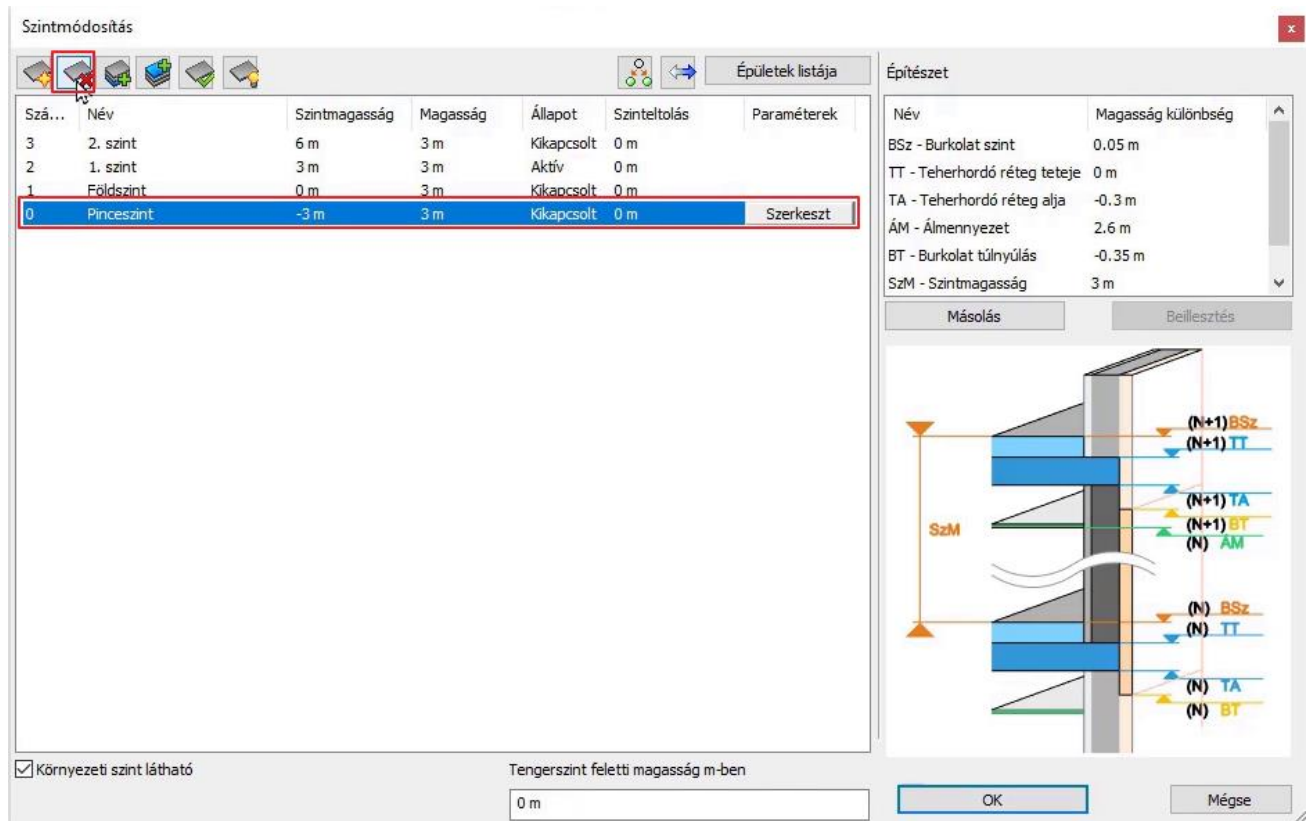 Szintmódosítás
x
Épületek listája
Szá... Név Szintmagasság Magasság Állapot Szinteltolás Paraméterek
3 2. szint 6 m 3 m Kikapcsolt 0 m
2 1. szint 3 m 3 m Aktív 0 m
1 Földszint 0 m 3 m Kikapcsolt 0 m
0 Pinceszint -3 m 3 m Kikapcsolt 0 m Szerkeszt
Környezeti szint látható
Tengerszint feletti magasság m-ben
0 m
Építészet
Név Magasság különbség
BSz - Burkolat szint 0.05 m
TT - Teherhordó réteg teteje 0 m
TA - Teherhordó réteg alja -0.3 m
ÁM - Álmennyezet 2.6 m
BT - Burkolat túlnyúlás -0.35 m
SzM - Szintmagasság 3 m
Másolás Beillesztés
(N+1) BSz
(N+1) TT
(N+1) TA
(N+1) BT
(N) ÁM
SzM
(N) BSz
(N) TT
(N) TA
(N) BT
OK Mégse